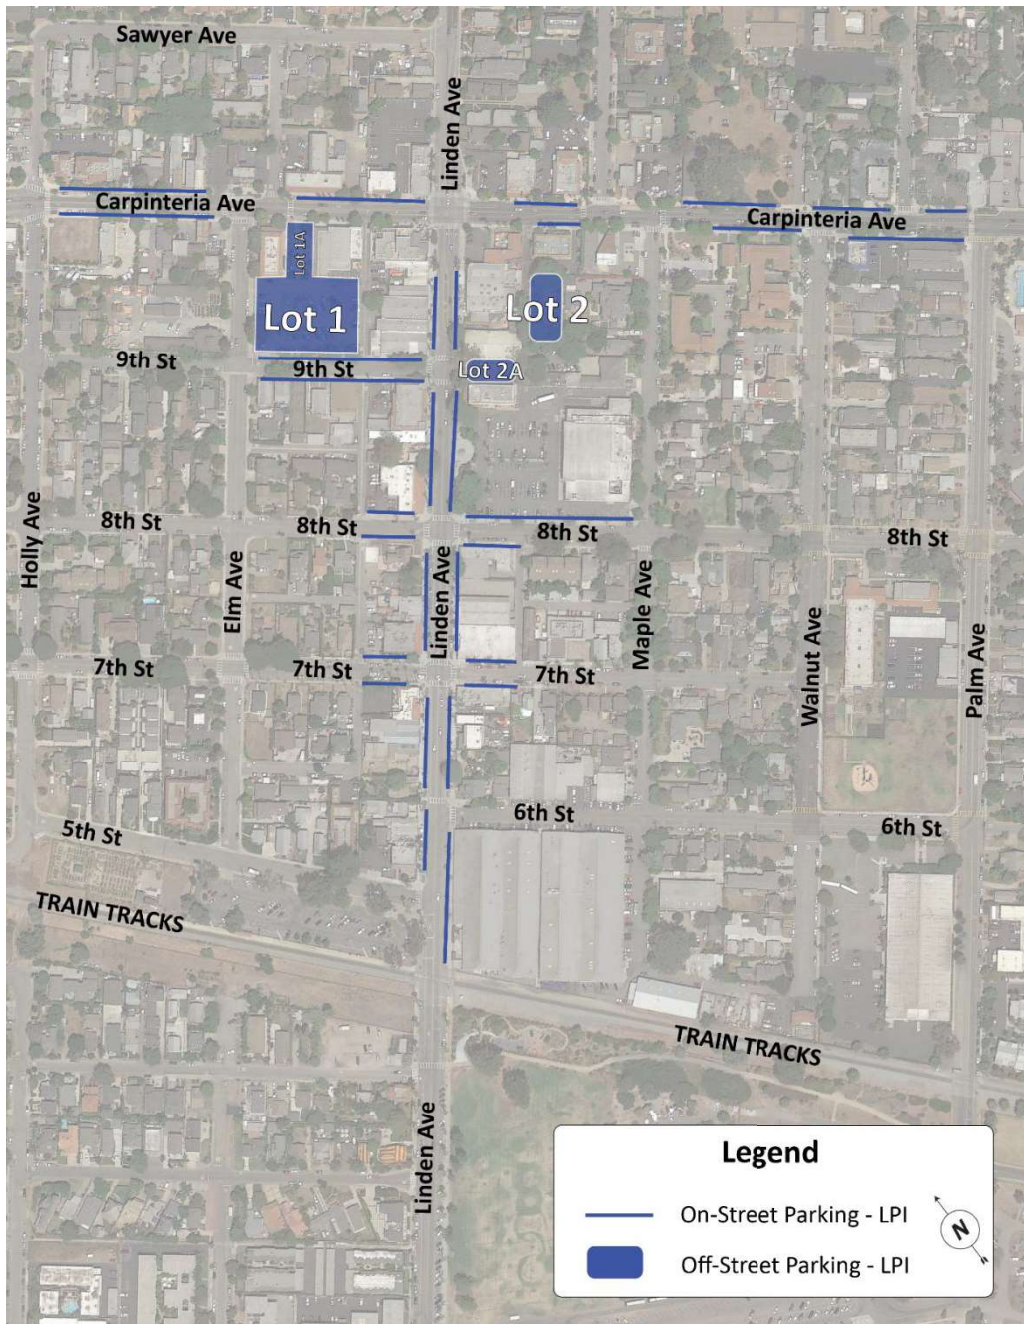 Sawyer Ave
Linden Ave
Carpinteria Ave
Carpinteria Ave
Lot 1A
Lot 1
Lot 2
9th St
9th St
Lot 2A
Holly Ave
8th St
8th St
8th St
8th St
Elm Ave
Linden Ave
Maple Ave
Walnut Ave
Palm Ave
7th St
7th St
7th St
5th St
6th St
6th St
TRAIN TRACKS
TRAIN TRACKS
Linden Ave
Legend
On-Street Parking - LPI
Off-Street Parking - LPI
N